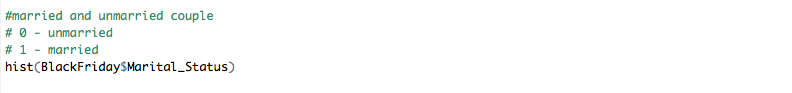 #married and unmarried couple
# 0 - unmarried
# 1 - married
hist(BlackFriday$Marital_Status)